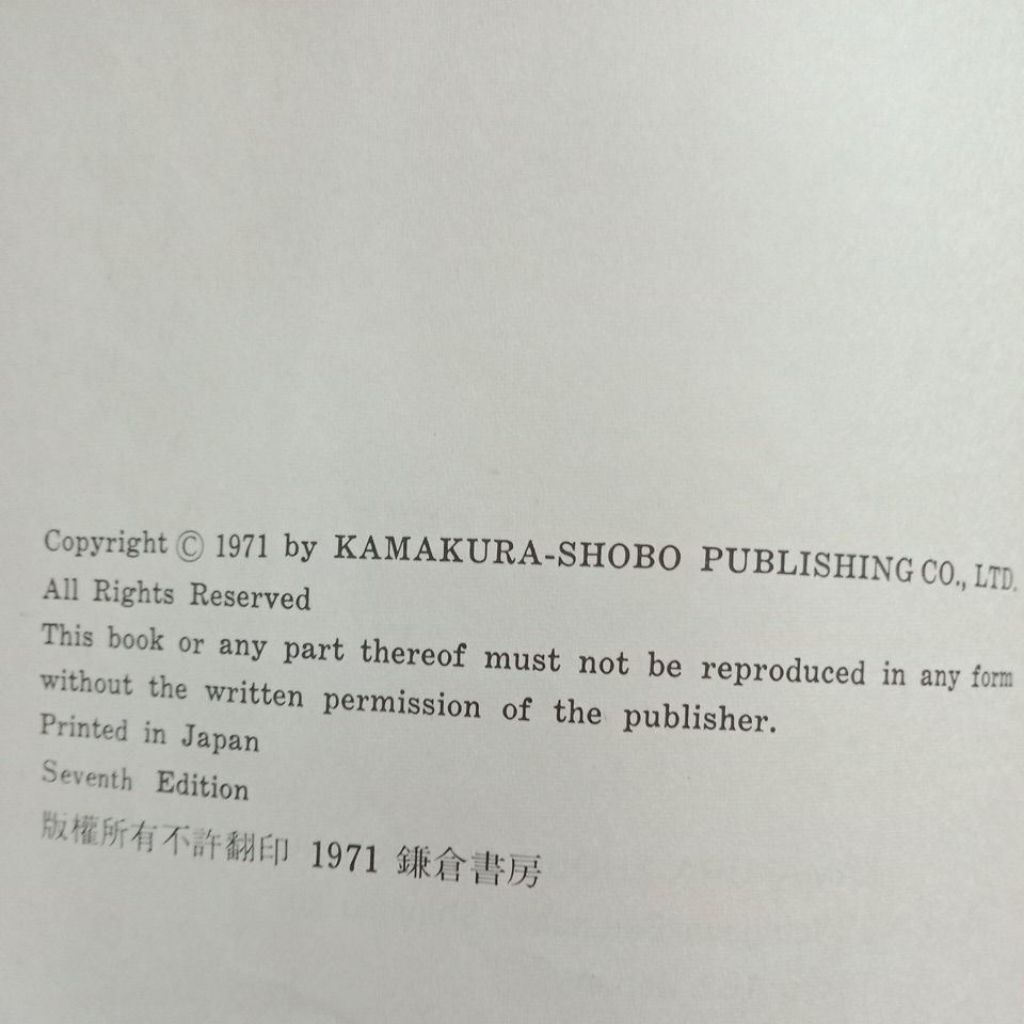 Copyright © 1971 by KAMAKURA-SHOBO PUBLISHING CO., LTD.
All Rights Reserved
This book or any part thereof must not be reproduced in any form
without the written permission of the publisher.
Printed in Japan
Seventh Edition
版權所有不許翻印 1971 鎌倉書房